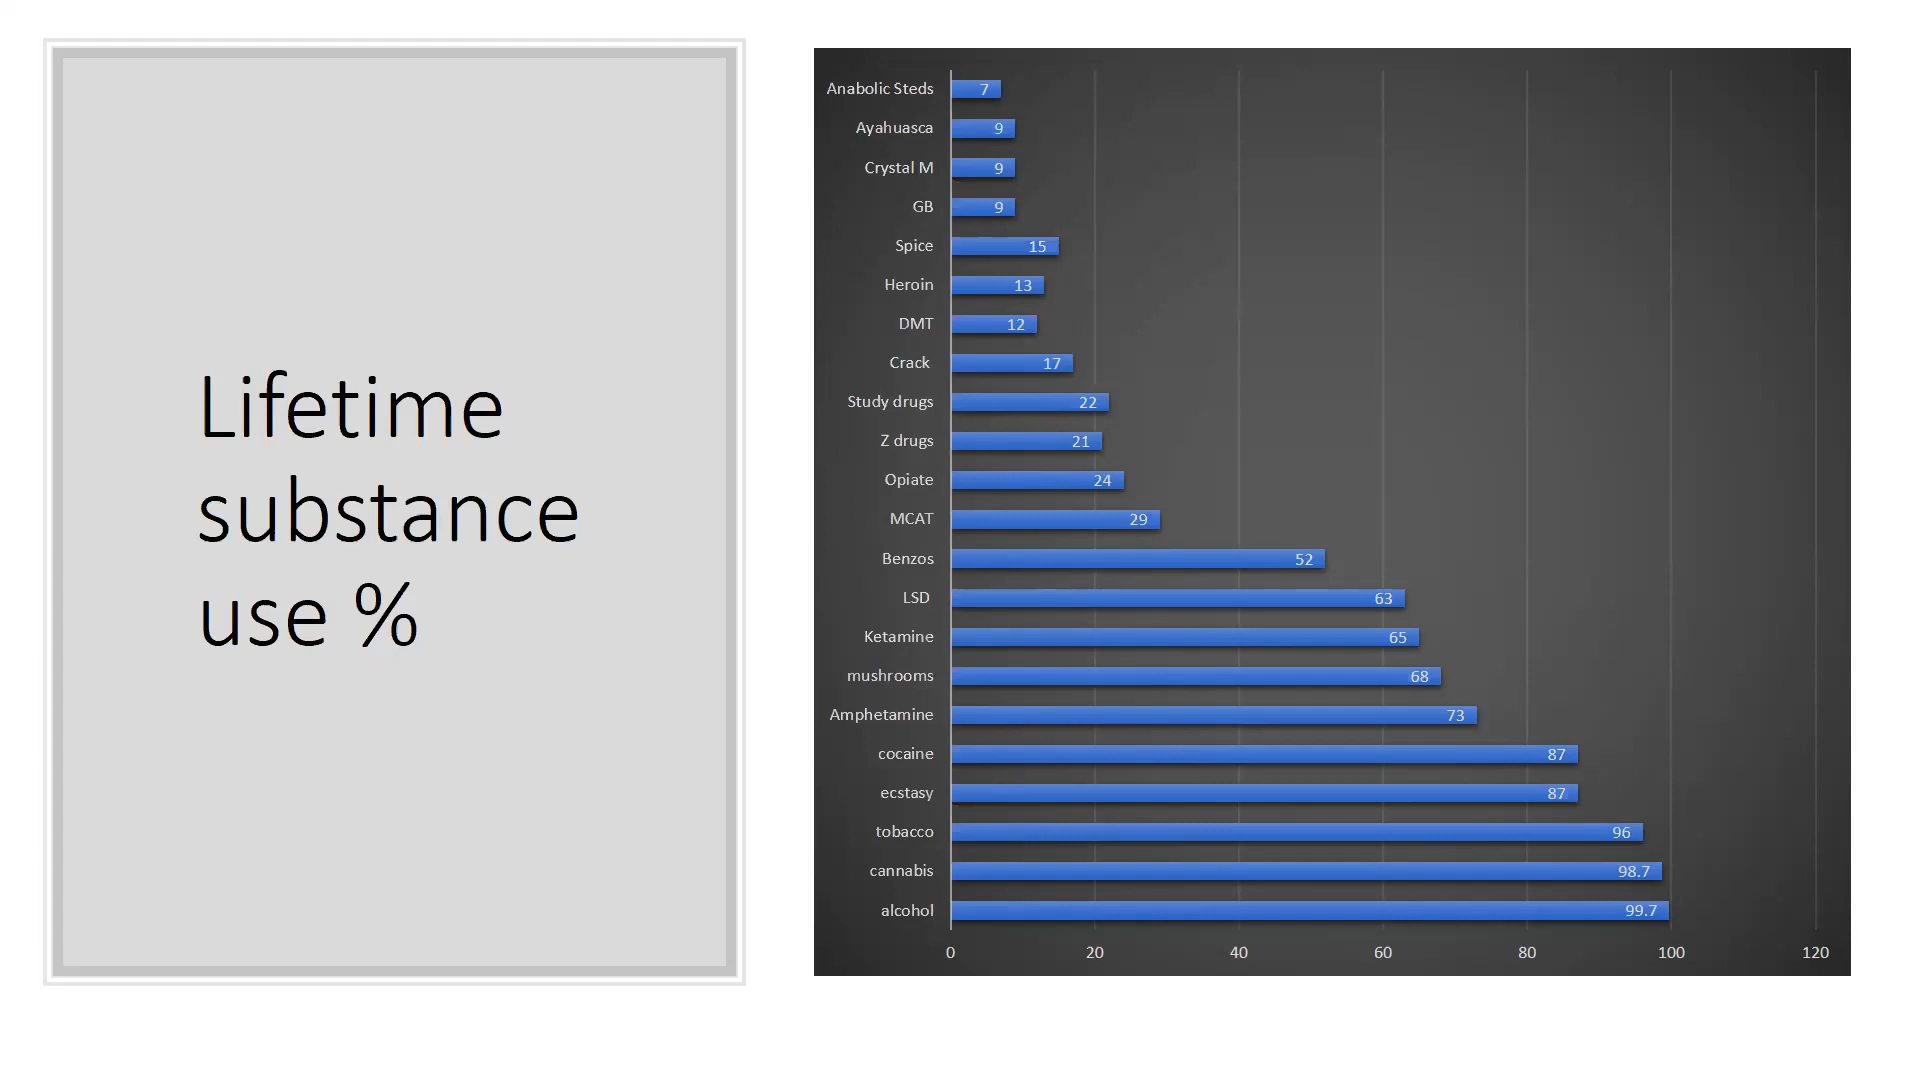 Lifetime
substance
use %
Anabolic Steds 7
Ayahuasca 9
Crystal M 9
GB 9
Spice 15
Heroin 13
DMT 12
Crack 17
Study drugs 22
Z drugs 21
Opiate 24
MCAT 29
Benzos 52
LSD 63
Ketamine 65
mushrooms 68
Amphetamine 73
cocaine 87
ecstasy 87
tobacco 96
cannabis 98.7
alcohol 99.7
0 20 40 60 80 100 120